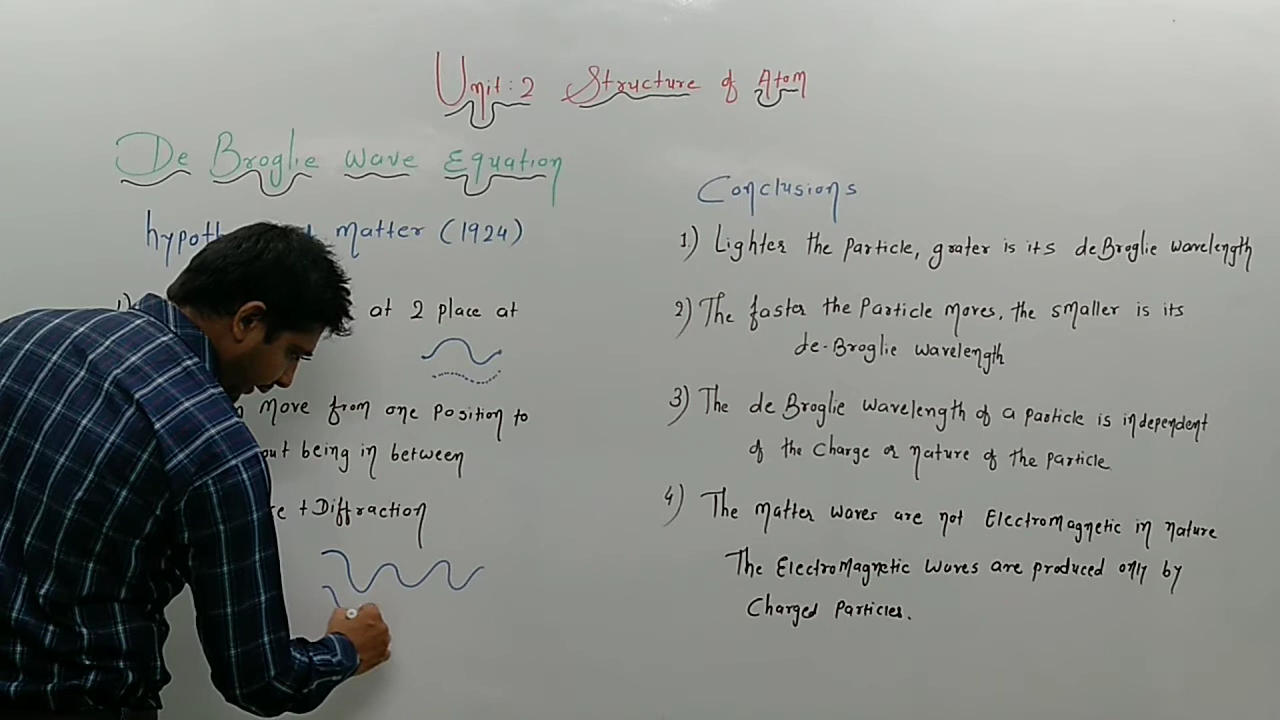 Unit:2 Structure of Atom
De Broglie Wave Equation
matter (1924)
1) at 2 place at
move from one position to
being in between
+ Diffraction
Conclusions
1.) Lighter the Particle, grater is its deBroglie wavelength
2) The faster the Particle moves, the smaller is its
de-Broglie wavelength
3) The de Broglie wavelength of a particle is independent
of the Charge or nature of the particle
4) The matter waves are not Electromagnetic in nature
The Electromagnetic waves are produced only by
Charged Particles.